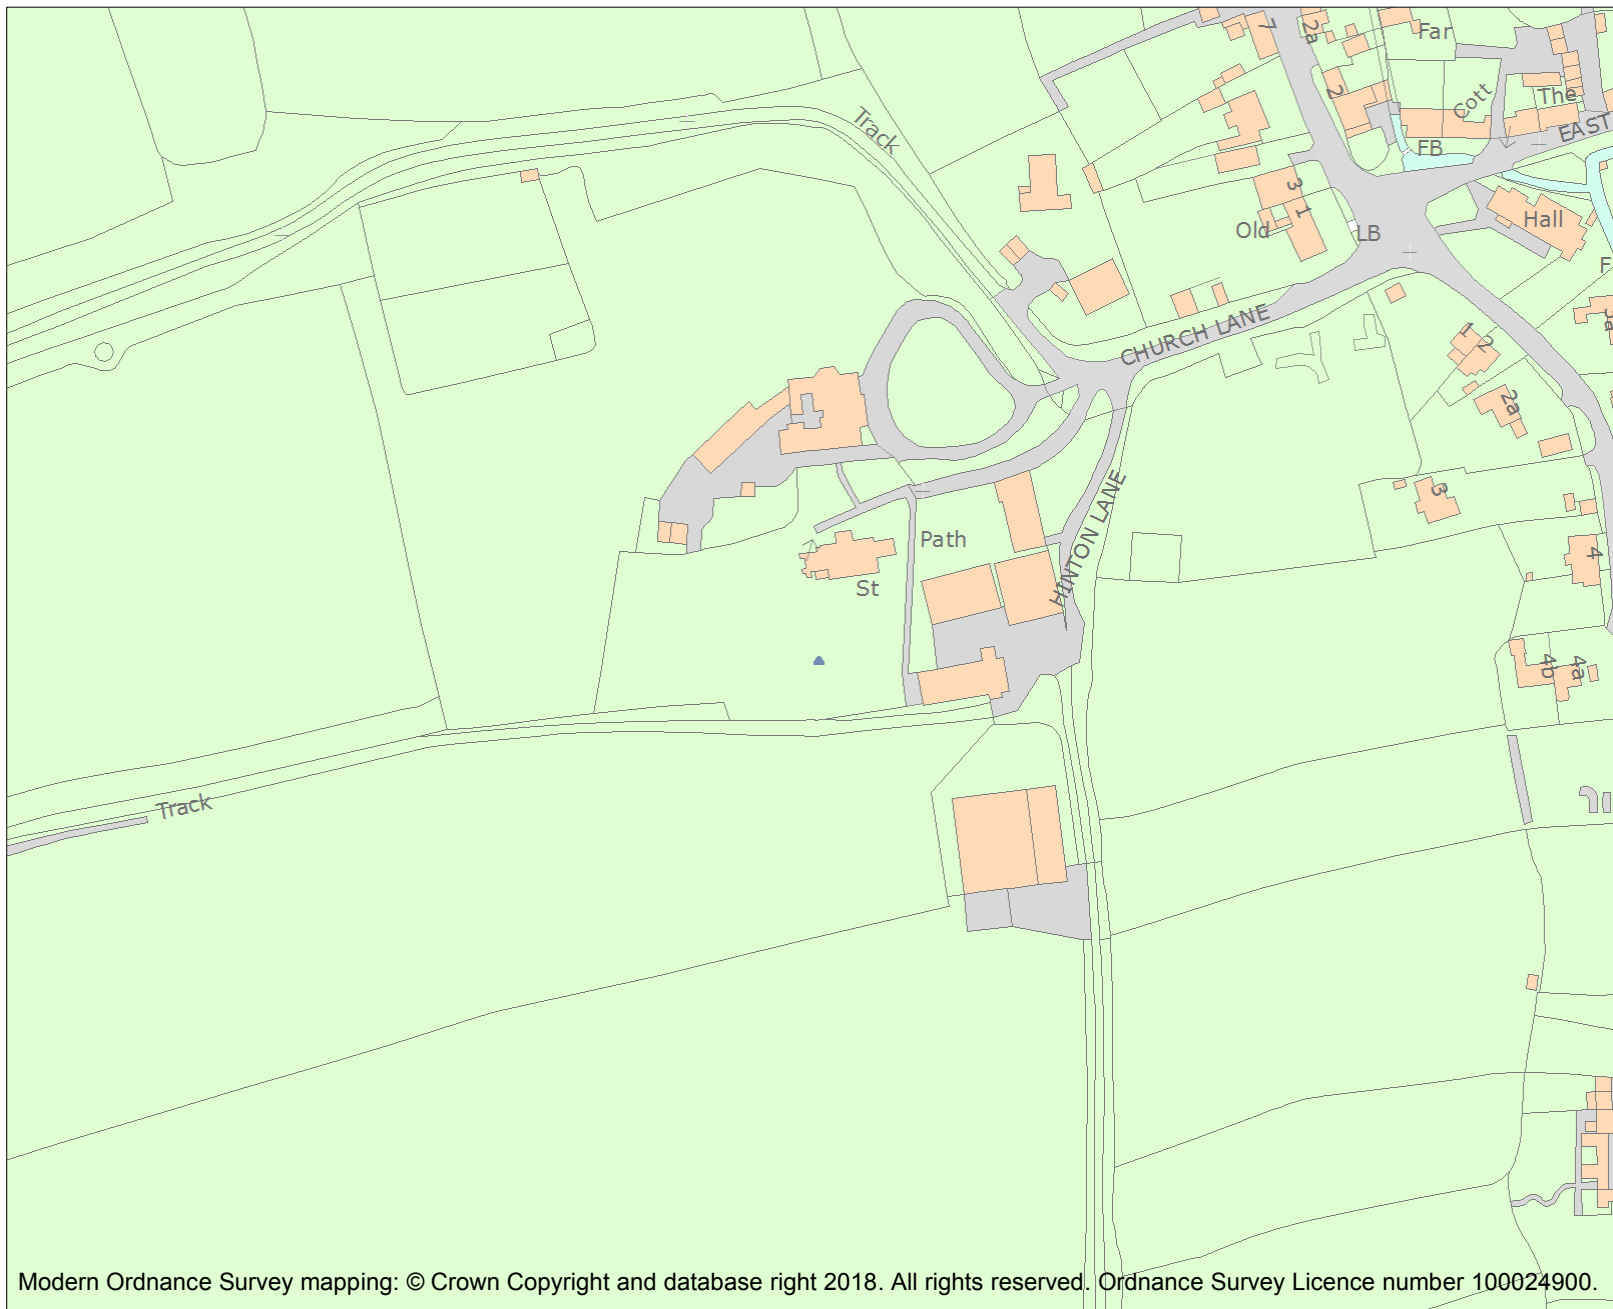 7
2a
Far
Track
2
Cott
The
EAST
FB
3
1
Old
LB
Hall
F
CHURCH LANE
1
2
2a
HINTON LANE
3
Path
St
4
4b
4a
Track
Modern Ordnance Survey mapping: © Crown Copyright and database right 2018. All rights reserved. Ordnance Survey Licence number 100024900.